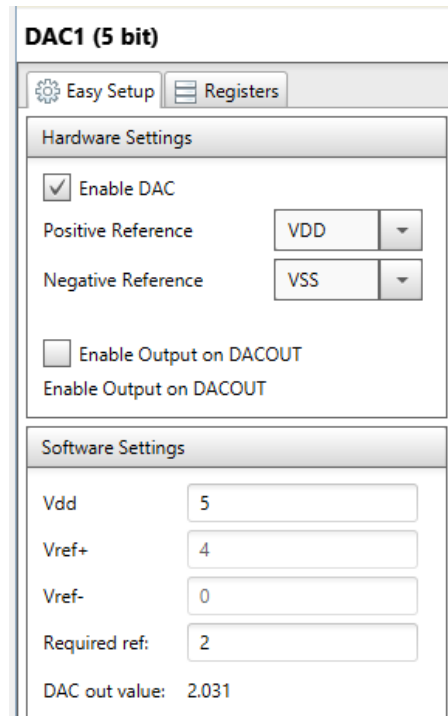 DAC1 (5 bit)
Easy Setup Registers
Hardware Settings
Enable DAC
Positive Reference VDD
Negative Reference VSS
Enable Output on DACOUT
Enable Output on DACOUT
Software Settings
Vdd 5
Vref+ 4
Vref- 0
Required ref: 2
DAC out value: 2.031